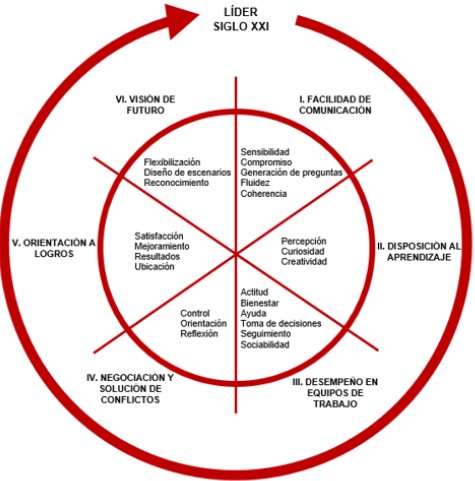 LÍDER
SIGLO XXI
I. FACILIDAD DE
COMUNICACIÓN
Sensibilidad
Compromiso
Generación de preguntas
Fluidez
Coherencia
II. DISPOSICIÓN AL
APRENDIZAJE
Percepción
Curiosidad
Creatividad
III. DESEMPEÑO EN
EQUIPOS DE
TRABAJO
Actitud
Bienestar
Ayuda
Toma de decisiones
Seguimiento
Sociabilidad
IV. NEGOCIACIÓN Y
SOLUCIÓN DE
CONFLICTOS
Control
Orientación
Reflexión
V. ORIENTACIÓN A
LOGROS
Satisfacción
Mejoramiento
Resultados
Ubicación
VI. VISIÓN DE
FUTURO
Flexibilización
Diseño de escenarios
Reconocimiento